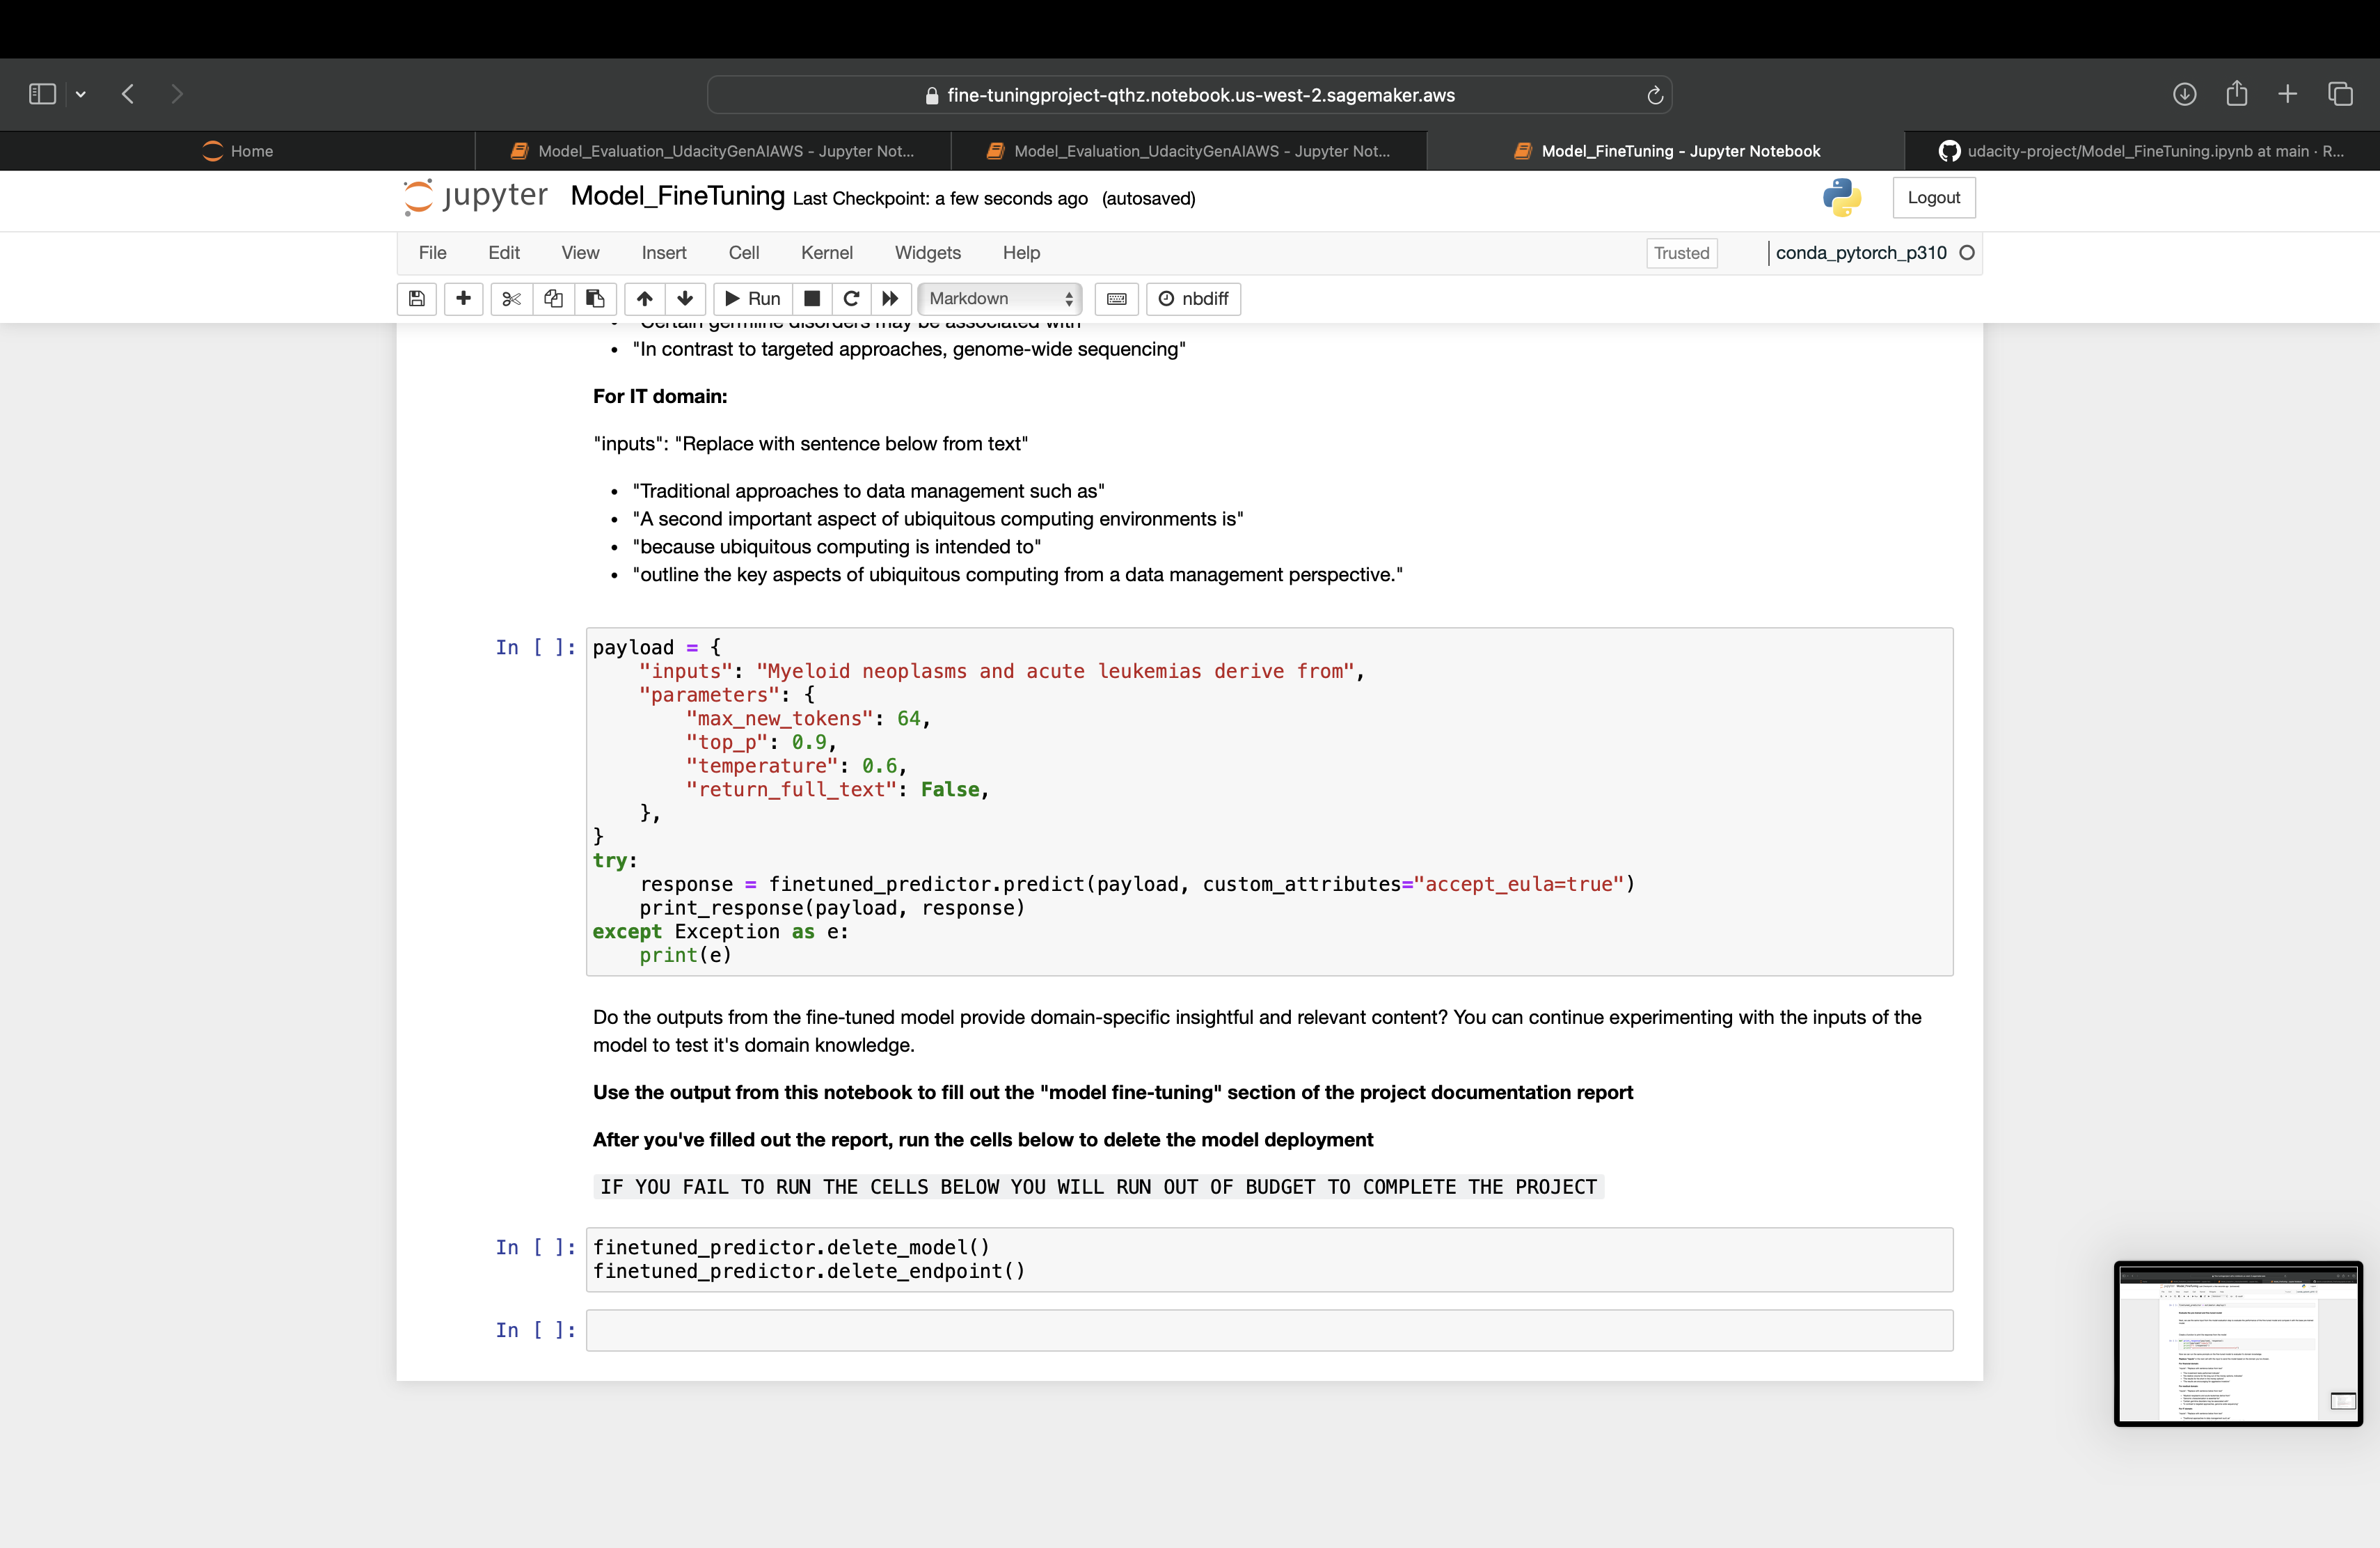 fine-tuningproject-qthz.notebook.us-west-2.sagemaker.aws
Home
Model_Evaluation_UdacityGenAIAWS - Jupyter Not...
Model_Evaluation_UdacityGenAIAWS - Jupyter Not...
Model_FineTuning - Jupyter Notebook
udacity-project/Model_FineTuning.ipynb at main · R...
jupyter Model_FineTuning Last Checkpoint: a few seconds ago (autosaved)
Logout
File Edit View Insert Cell Kernel Widgets Help
Trusted
conda_pytorch_p310
Run
Markdown
nbdiff
• "Certain germline disorders may be associated with"
• "In contrast to targeted approaches, genome-wide sequencing"
For IT domain:
"inputs": "Replace with sentence below from text"
• "Traditional approaches to data management such as"
• "A second important aspect of ubiquitous computing environments is"
• "because ubiquitous computing is intended to"
• "outline the key aspects of ubiquitous computing from a data management perspective."
In [ ]: payload = {
    "inputs": "Myeloid neoplasms and acute leukemias derive from",
    "parameters": {
        "max_new_tokens": 64,
        "top_p": 0.9,
        "temperature": 0.6,
        "return_full_text": False,
    },
}
try:
    response = finetuned_predictor.predict(payload, custom_attributes="accept_eula=true")
    print_response(payload, response)
except Exception as e:
    print(e)
Do the outputs from the fine-tuned model provide domain-specific insightful and relevant content? You can continue experimenting with the inputs of the
model to test it's domain knowledge.
Use the output from this notebook to fill out the "model fine-tuning" section of the project documentation report
After you've filled out the report, run the cells below to delete the model deployment
IF YOU FAIL TO RUN THE CELLS BELOW YOU WILL RUN OUT OF BUDGET TO COMPLETE THE PROJECT
In [ ]: finetuned_predictor.delete_model()
finetuned_predictor.delete_endpoint()
In [ ]: